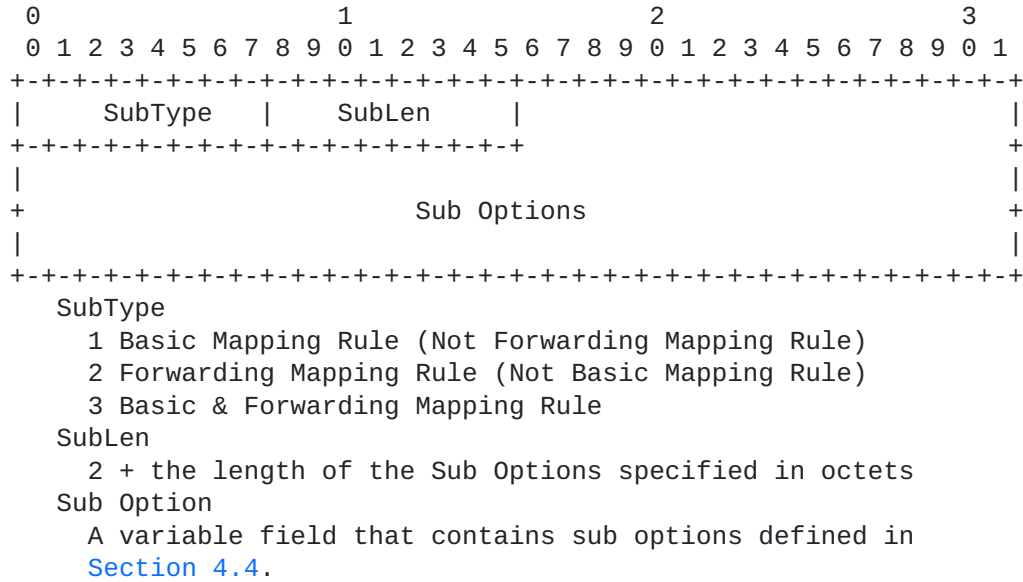 0                   1                   2                   3
 0 1 2 3 4 5 6 7 8 9 0 1 2 3 4 5 6 7 8 9 0 1 2 3 4 5 6 7 8 9 0 1
+-+-+-+-+-+-+-+-+-+-+-+-+-+-+-+-+-+-+-+-+-+-+-+-+-+-+-+-+-+-+-+-+
|     SubType   |    SubLen     |                               |
+-+-+-+-+-+-+-+-+-+-+-+-+-+-+-+-+                               +
|                                                               |
+                         Sub Options                           +
|                                                               |
+-+-+-+-+-+-+-+-+-+-+-+-+-+-+-+-+-+-+-+-+-+-+-+-+-+-+-+-+-+-+-+-+
   SubType
     1 Basic Mapping Rule (Not Forwarding Mapping Rule)
     2 Forwarding Mapping Rule (Not Basic Mapping Rule)
     3 Basic & Forwarding Mapping Rule
   SubLen
     2 + the length of the Sub Options specified in octets
   Sub Option
     A variable field that contains sub options defined in
     Section 4.4.